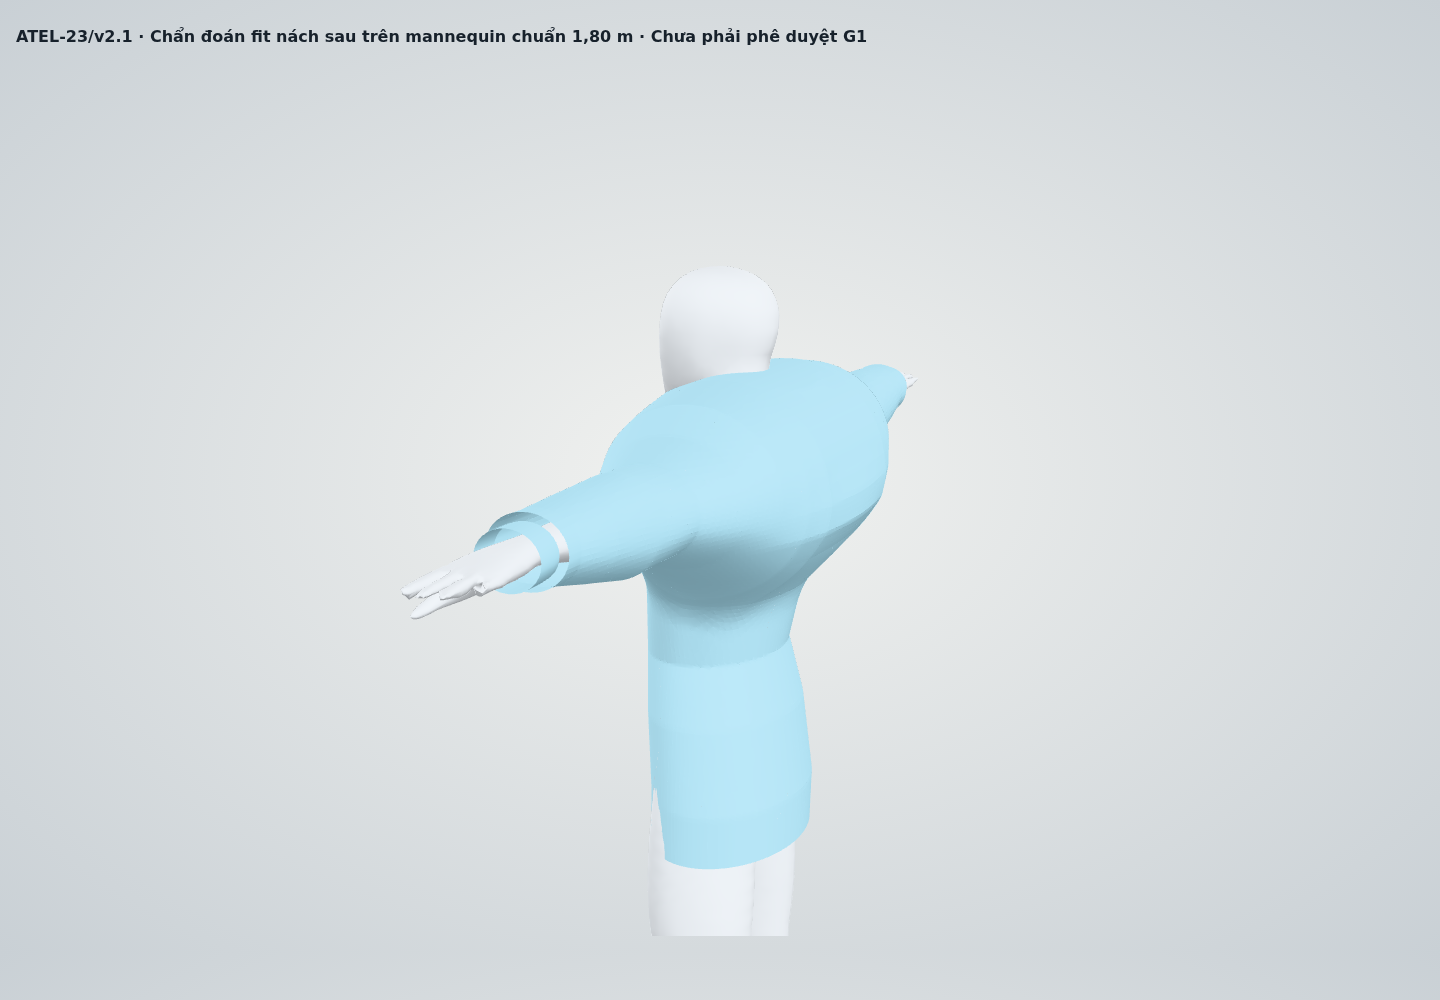 ATEL-23/v2.1 · Chẩn đoán fit nách sau trên mannequin chuẩn 1,80 m · Chưa phải phê duyệt G1